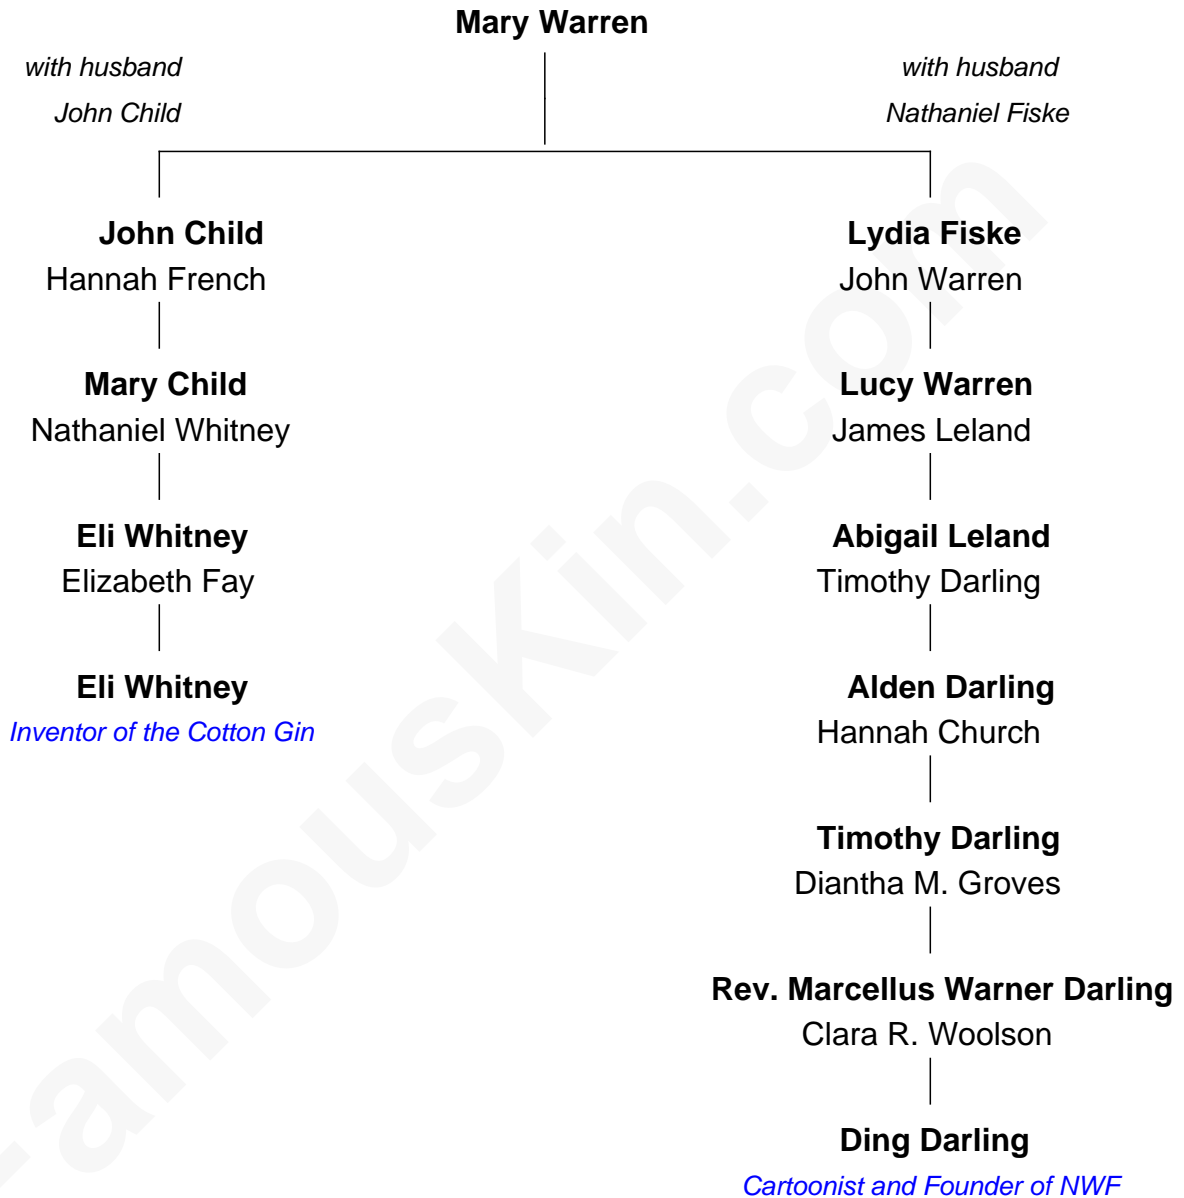 Mary Warren
with husband
John Child
with husband
Nathaniel Fiske
John Child
Hannah French
Mary Child
Nathaniel Whitney
Eli Whitney
Elizabeth Fay
Eli Whitney
Inventor of the Cotton Gin
Lydia Fiske
John Warren
Lucy Warren
James Leland
Abigail Leland
Timothy Darling
Alden Darling
Hannah Church
Timothy Darling
Diantha M. Groves
Rev. Marcellus Warner Darling
Clara R. Woolson
Ding Darling
Cartoonist and Founder of NWF
FamousKin.com